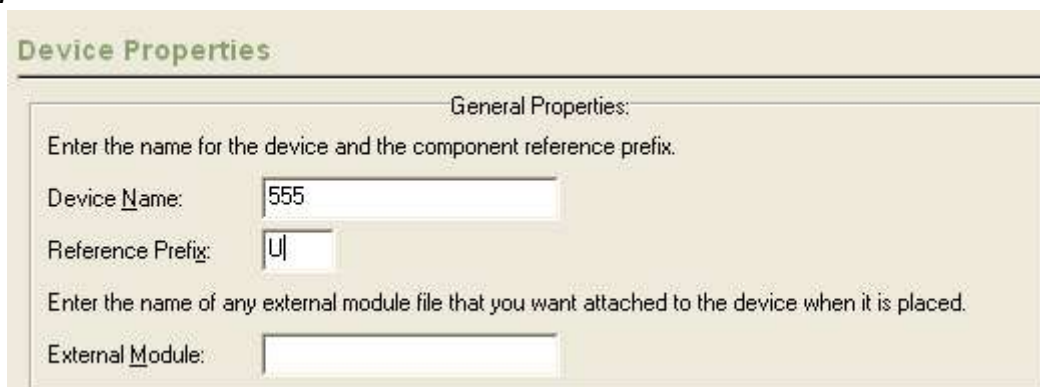 Device Properties
General Properties:
Enter the name for the device and the component reference prefix.
Device Name: 555
Reference Prefix: U
Enter the name of any external module file that you want attached to the device when it is placed.
External Module: